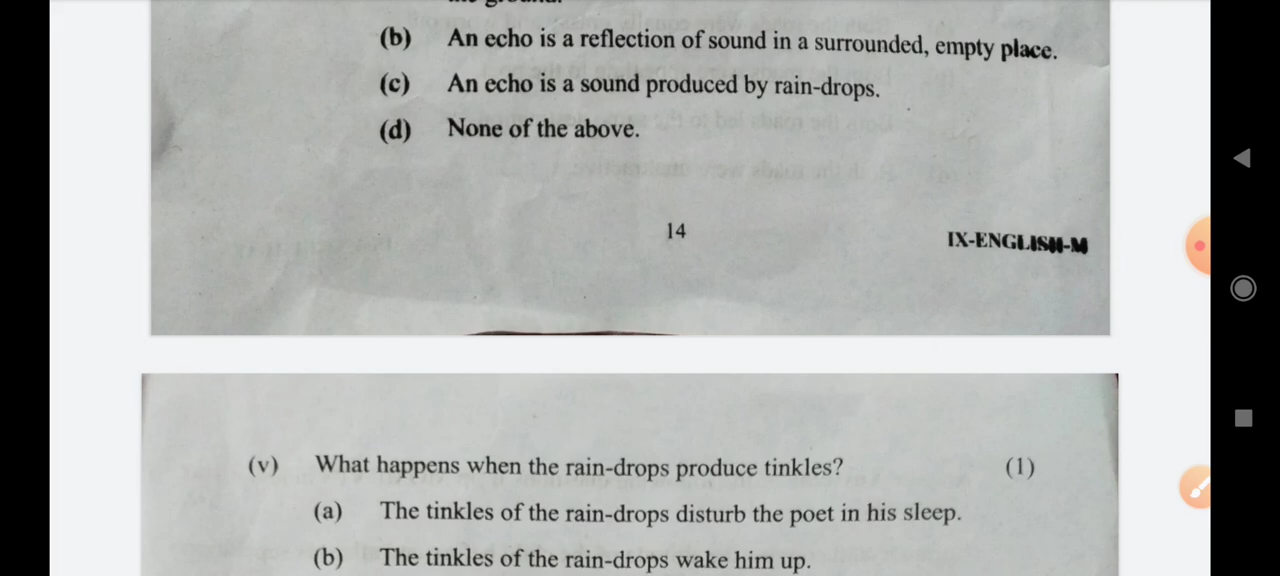 (b) An echo is a reflection of sound in a surrounded, empty place.
(c) An echo is a sound produced by rain-drops.
(d) None of the above.
14
IX-ENGLISH-M
(v) What happens when the rain-drops produce tinkles? (1)
(a) The tinkles of the rain-drops disturb the poet in his sleep.
(b) The tinkles of the rain-drops wake him up.